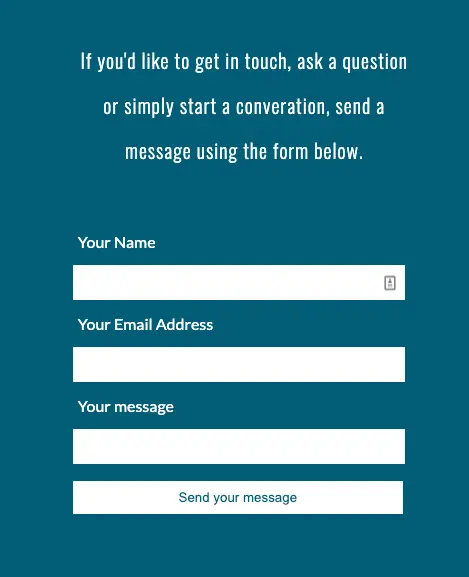 If you'd like to get in touch, ask a question
or simply start a converation, send a
message using the form below.
Your Name
Your Email Address
Your message
Send your message